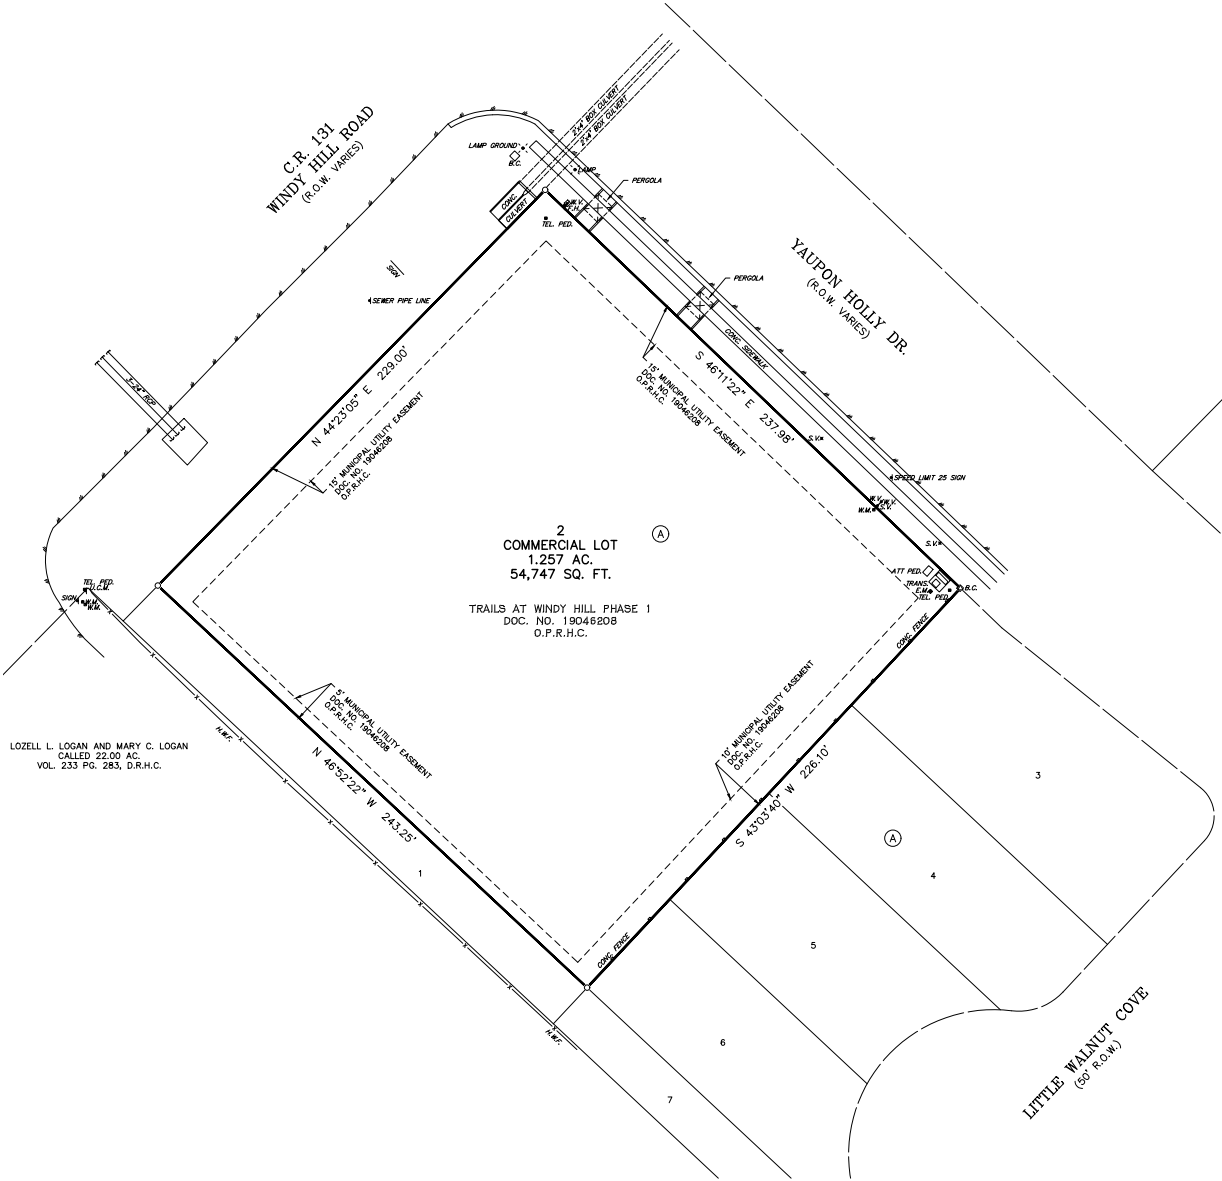 C.R. 131
WINDY HILL ROAD
(R.O.W. VARIES)
2'x4' BOX CULVERT
2'x4' BOX CULVERT
LAMP GROUND
B.C.
LAMP
PERGOLA
CONC.
CULVERT
W.V.
F.H.
TEL. PED.
SIGN
SEWER PIPE LINE
PERGOLA
YAUPON HOLLY DR.
(R.O.W. VARIES)
CONC. SIDEWALK
3-24" RCP
N 44°23'05" E 229.00'
S 46°11'22" E 237.98'
15' MUNICIPAL UTILITY EASEMENT
DOC. NO. 19046208
O.P.R.H.C.
15' MUNICIPAL UTILITY EASEMENT
DOC. NO. 19046208
O.P.R.H.C.
S.V.
SPEED LIMIT 25 SIGN
W.V.
W.V.
S.V.
W.M.
S.V.
2
COMMERCIAL LOT
1.257 AC.
54,747 SQ. FT.
A
TRAILS AT WINDY HILL PHASE 1
DOC. NO. 19046208
O.P.R.H.C.
ATT PED.
TRANS.
E.M.
TEL. PED.
B.C.
CONC. FENCE
TEL. PED.
U.C.M.
SIGN
W.M.
W.M.
H.W.F.
LOZELL L. LOGAN AND MARY C. LOGAN
CALLED 22.00 AC.
VOL. 233 PG. 283, D.R.H.C.
5' MUNICIPAL UTILITY EASEMENT
DOC. NO. 19046208
O.P.R.H.C.
10' MUNICIPAL UTILITY EASEMENT
DOC. NO. 19046208
O.P.R.H.C.
N 46°52'22" W 243.25'
S 43°03'40" W 226.10'
3
A
4
1
5
CONC. FENCE
6
7
H.W.F.
LITTLE WALNUT COVE
(50' R.O.W.)